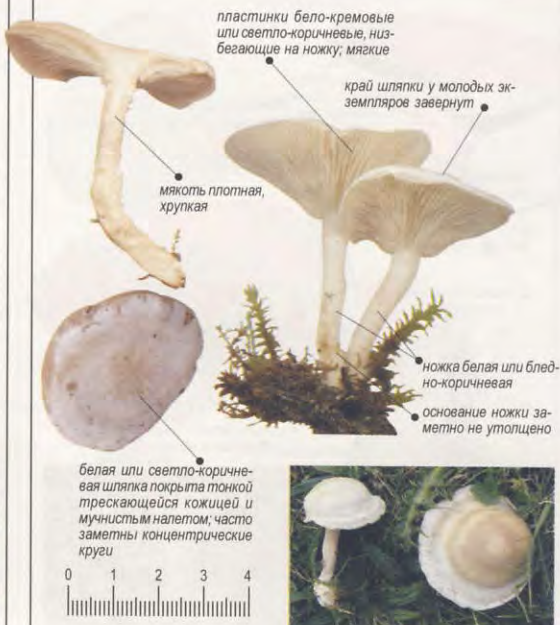 пластинки бело-кремовые
или светло-коричневые, низ-
бегающие на ножку; мягкие
край шляпки у молодых эк-
земпляров завернут
мякоть плотная,
хрупкая
ножка белая или блед-
но-коричневая
основание ножки за-
метно не утолщено
белая или светло-коричне-
вая шляпка покрыта тонкой
трескающейся кожицей и
мучнистым налетом; часто
заметны концентрические
круги
0 1 2 3 4